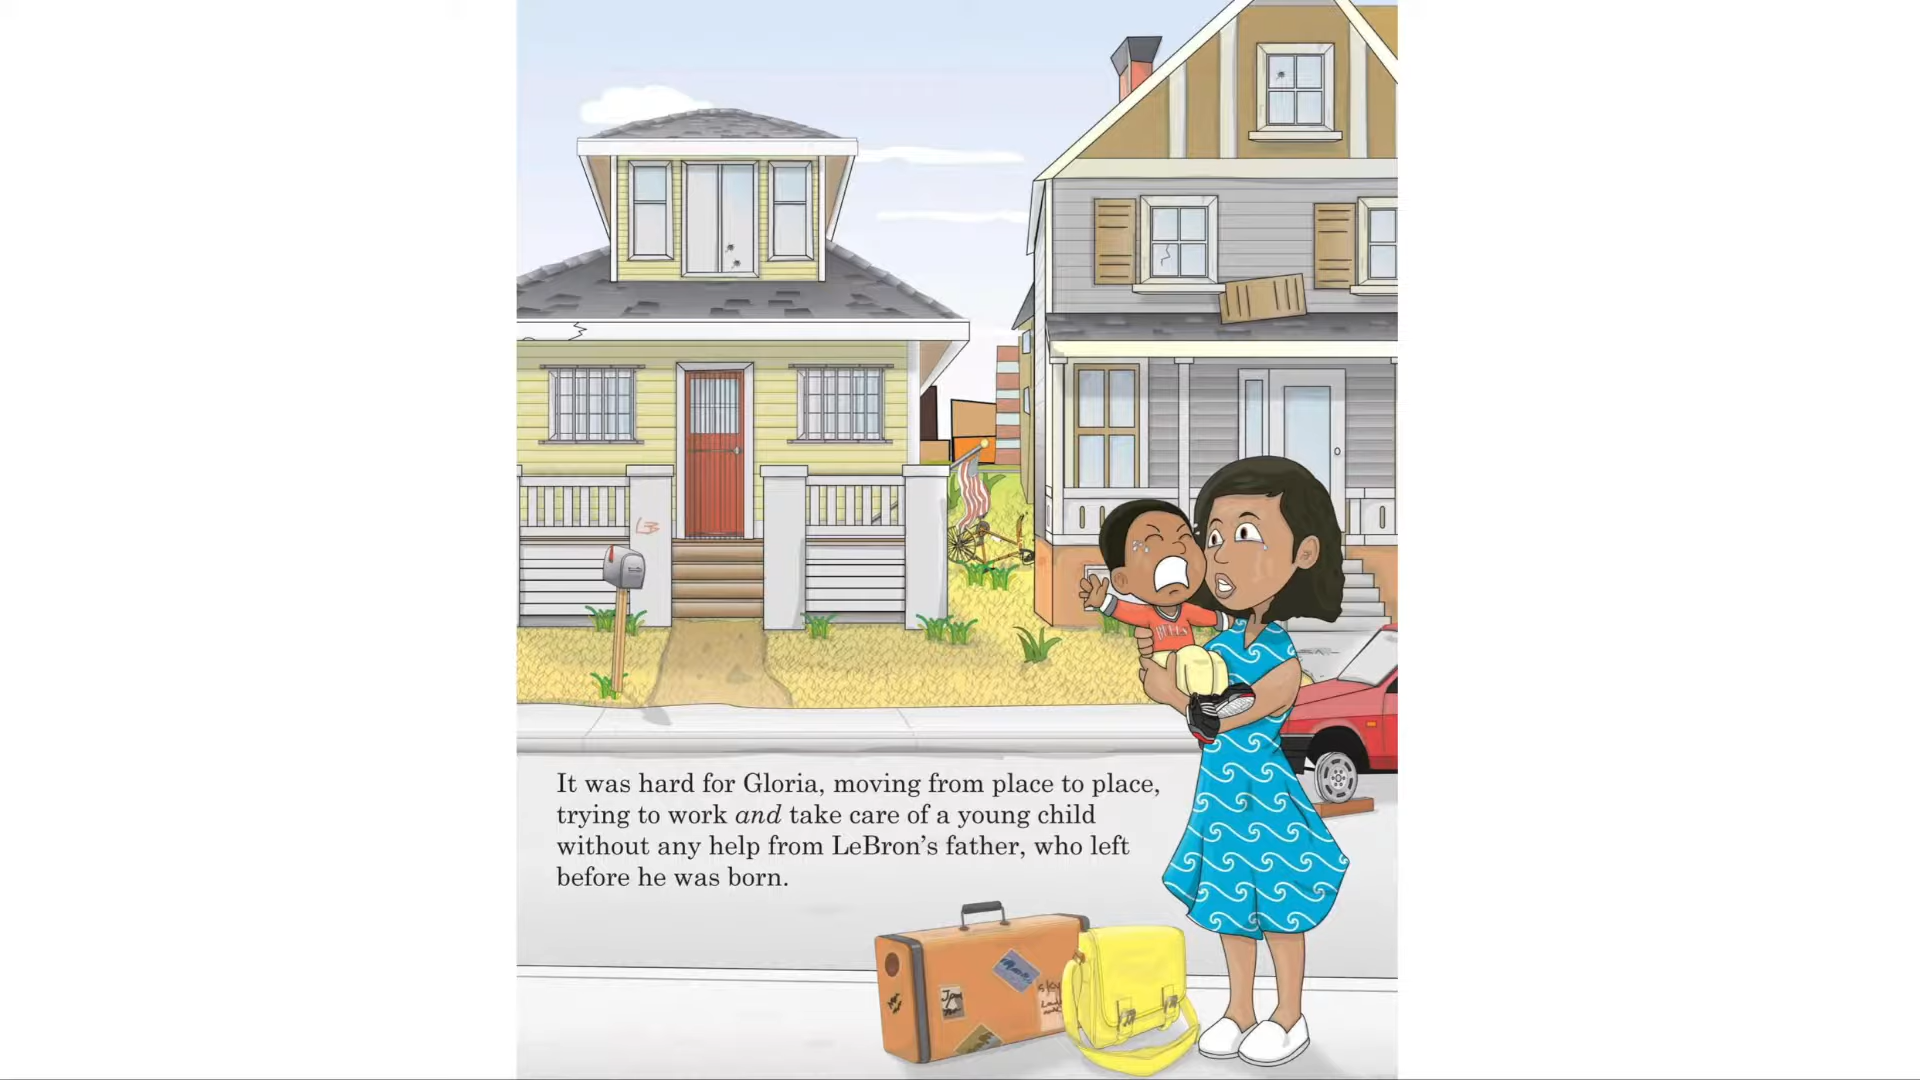 It was hard for Gloria, moving from place to place,
trying to work and take care of a young child
without any help from LeBron’s father, who left
before he was born.